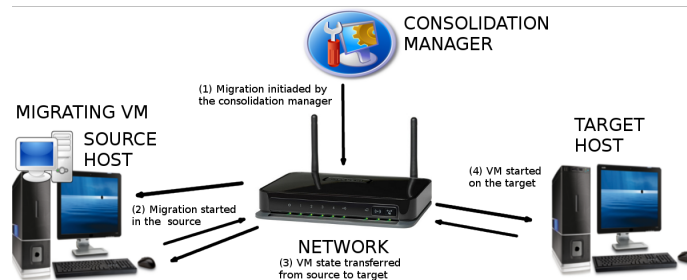 CONSOLIDATION
MANAGER
(1) Migration initiaded by
the consolidation manager
MIGRATING VM
SOURCE
HOST
TARGET
HOST
(4) VM started
on the target
(2) Migration started
in the source
NETWORK
(3) VM state transferred
from source to target